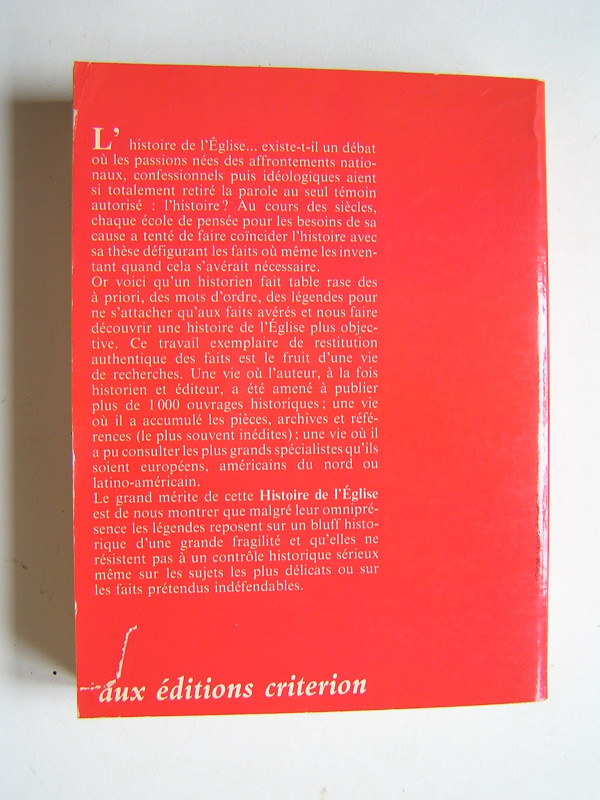 L' histoire de l'Église... existe-t-il un débat
où les passions nées des affrontements natio-
naux, confessionnels puis idéologiques aient
si totalement retiré la parole au seul témoin
autorisé : l'histoire ? Au cours des siècles,
chaque école de pensée pour les besoins de sa
cause a tenté de faire coïncider l'histoire avec
sa thèse défigurant les faits où même les inven-
tant quand cela s'avérait nécessaire.
Or voici qu'un historien fait table rase des
à priori, des mots d'ordre, des légendes pour
ne s'attacher qu'aux faits avérés et nous faire
découvrir une histoire de l'Église plus objec-
tive. Ce travail exemplaire de restitution
authentique des faits est le fruit d'une vie
de recherches. Une vie où l'auteur, à la fois
historien et éditeur, a été amené à publier
plus de 1 000 ouvrages historiques ; une vie
où il a accumulé les pièces, archives et réfé-
rences (le plus souvent inédites) ; une vie où il
a pu consulter les plus grands spécialistes qu'ils
soient européens, américains du nord ou
latino-américain.
Le grand mérite de cette Histoire de l'Église
est de nous montrer que malgré leur omnipré-
sence les légendes reposent sur un bluff histo-
rique d'une grande fragilité et qu'elles ne
résistent pas à un contrôle historique sérieux
même sur les sujets les plus délicats ou sur
les faits prétendus indéfendables.
aux éditions criterion